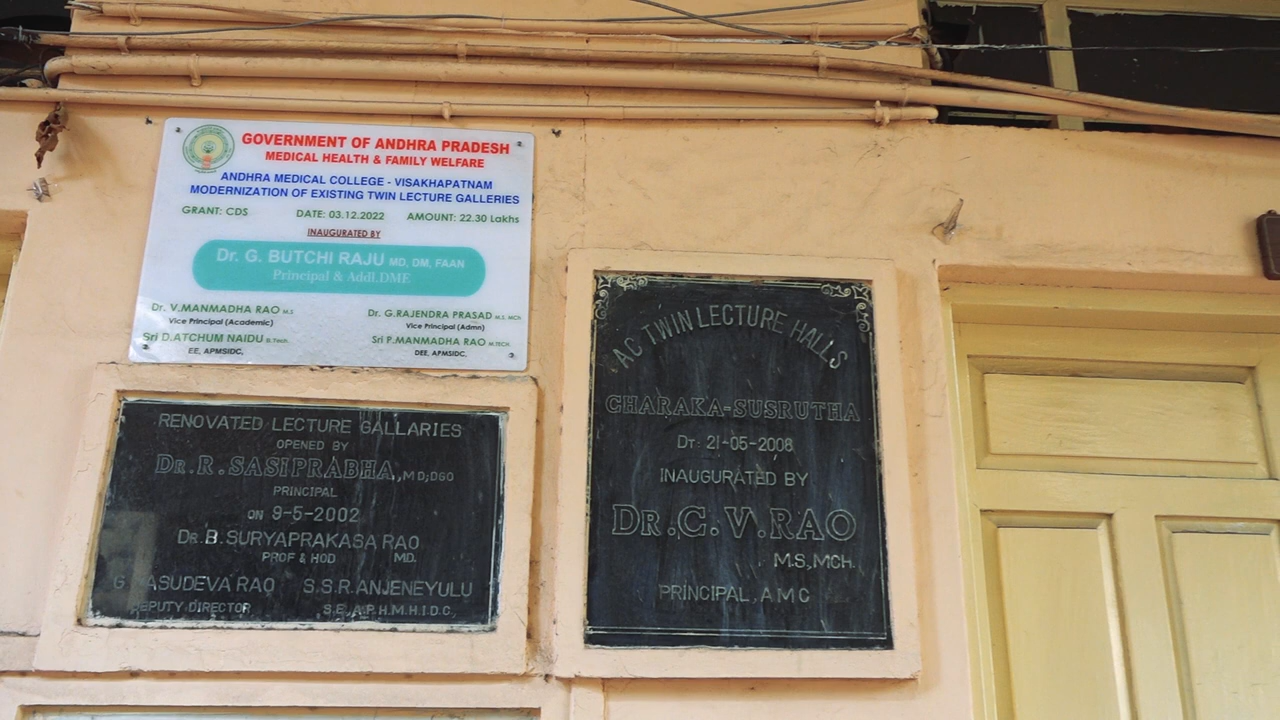 GOVERNMENT OF ANDHRA PRADESH
MEDICAL HEALTH & FAMILY WELFARE
ANDHRA MEDICAL COLLEGE - VISAKHAPATNAM
MODERNIZATION OF EXISTING TWIN LECTURE GALLERIES
GRANT: CDS DATE: 03.12.2022 AMOUNT: 22.30 Lakhs
INAUGURATED BY
Dr. G. BUTCHI RAJU MD, DM, FAAN
Principal & Addl.DME
Dr. V.MANMADHA RAO M.S Dr. G.RAJENDRA PRASAD M.S, MCh
Vice Principal (Academic) Vice Principal (Admn)
Sri D.ATCHUM NAIDU B.Tech. Sri P.MANMADHA RAO M.TECH.
EE, APMSIDC, DEE, APMSIDC,
RENOVATED LECTURE GALLARIES
OPENED BY
DR.R.SASIPRABHA, MD;DGO
PRINCIPAL
ON 9-5-2002
DR.B.SURYAPRAKASA RAO
PROF & HOD MD.
G ASUDEVA RAO S.S.R.ANJENEYULU
DEPUTY DIRECTOR S.E., A.P.H.M.H.I.D.C.,
AC TWIN LECTURE HALLS
CHARAKA-SUSRUTHA
DT: 21-05-2008
INAUGURATED BY
DR.C.V.RAO
M.S, MCH.
PRINCIPAL, AMC